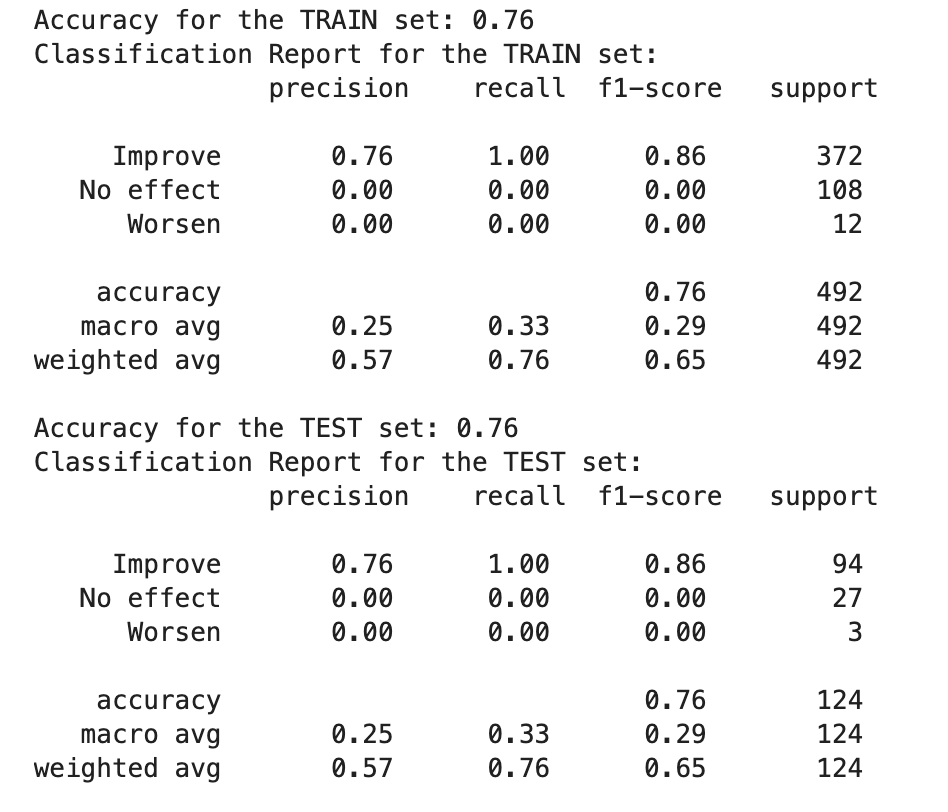 Accuracy for the TRAIN set: 0.76
Classification Report for the TRAIN set:
precision recall f1-score support
Improve 0.76 1.00 0.86 372
No effect 0.00 0.00 0.00 108
Worsen 0.00 0.00 0.00 12
accuracy 0.76 492
macro avg 0.25 0.33 0.29 492
weighted avg 0.57 0.76 0.65 492
Accuracy for the TEST set: 0.76
Classification Report for the TEST set:
precision recall f1-score support
Improve 0.76 1.00 0.86 94
No effect 0.00 0.00 0.00 27
Worsen 0.00 0.00 0.00 3
accuracy 0.76 124
macro avg 0.25 0.33 0.29 124
weighted avg 0.57 0.76 0.65 124